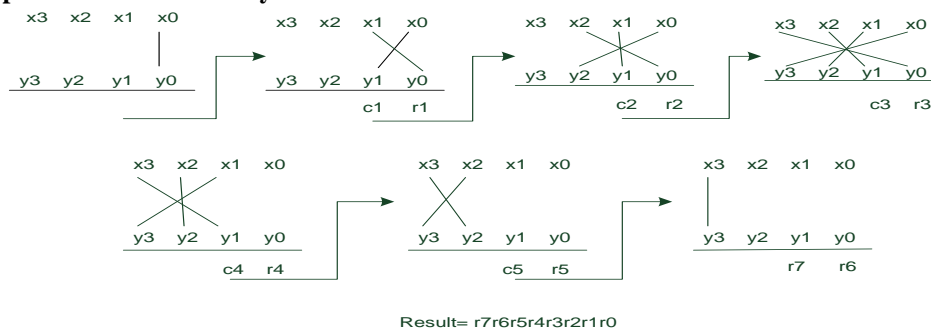 x3 x2 x1 x0
y3 y2 y1 y0
x3 x2 x1 x0
y3 y2 y1 y0
c1 r1
x3 x2 x1 x0
y3 y2 y1 y0
c2 r2
x3 x2 x1 x0
y3 y2 y1 y0
c3 r3
x3 x2 x1 x0
y3 y2 y1 y0
c4 r4
x3 x2 x1 x0
y3 y2 y1 y0
c5 r5
x3 x2 x1 x0
y3 y2 y1 y0
r7 r6
Result= r7r6r5r4r3r2r1r0